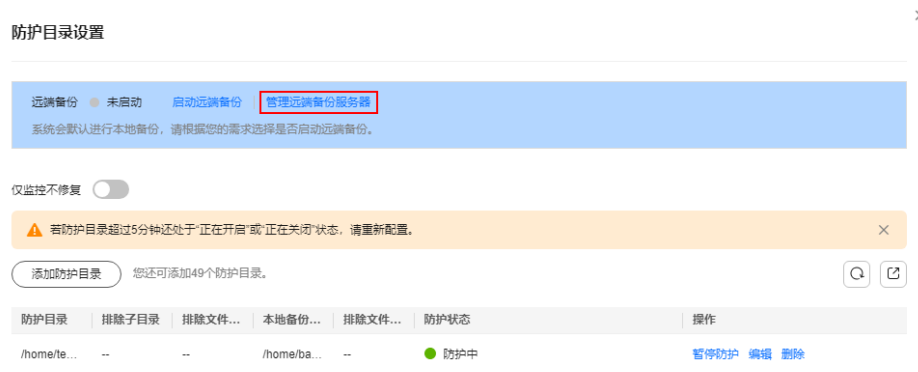 防护目录设置
远端备份 未启动 启动远端备份 管理远端备份服务器
系统会默认进行本地备份，请根据您的需求选择是否启动远端备份。
仅监控不修复
若防护目录超过5分钟还处于“正在开启”或“正在关闭”状态，请重新配置。
添加防护目录 您还可添加49个防护目录。
防护目录 排除子目录 排除文件... 本地备份... 排除文件... 防护状态 操作
/home/te... -- -- /home/ba... -- 防护中 暂停防护 编辑 删除